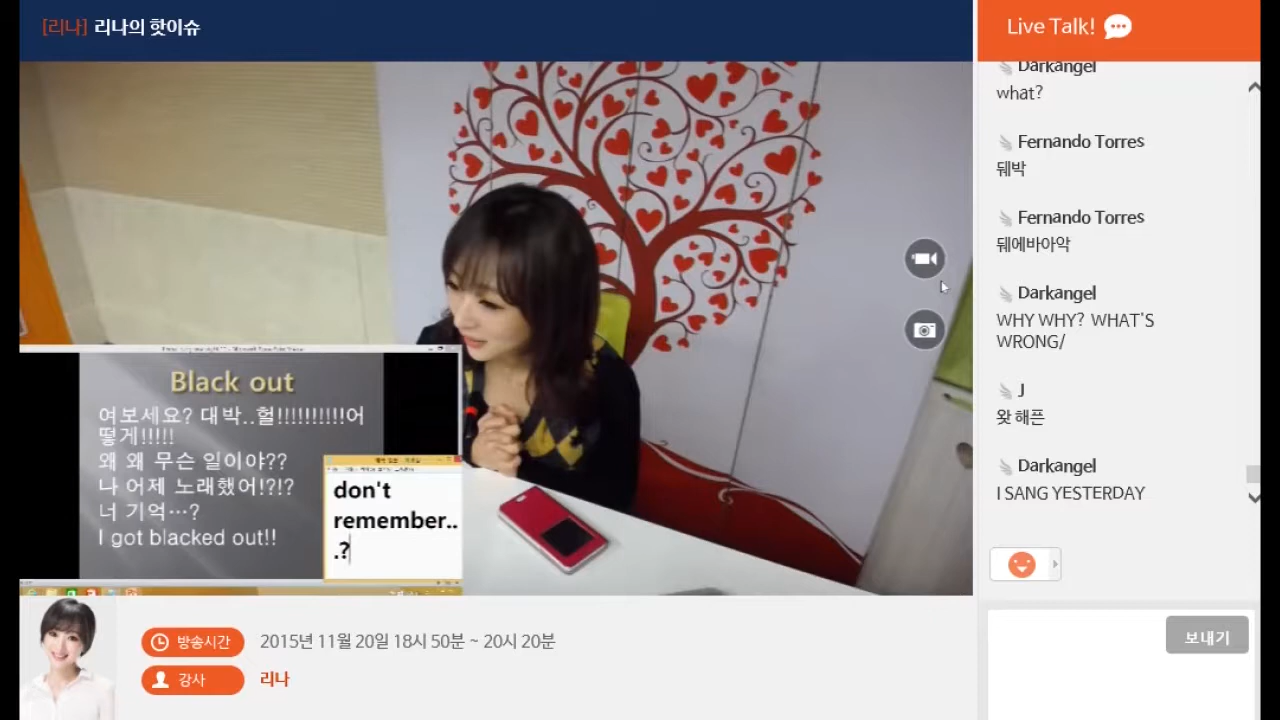 [리나] 리나의 핫이슈
Live Talk!
Darkangel
what?
Fernando Torres
뒈박
Fernando Torres
뒈에바아악
Darkangel
WHY WHY? WHAT'S
WRONG/
J
왓 해픈
Darkangel
I SANG YESTERDAY
보내기
Black out
여보세요? 대박..헐!!!!!!!!!!어
떻게!!!!!
왜 왜 무슨 일이야??
나 어제 노래했어!?!?
너 기억…?
I got blacked out!!
don't
remember..
.?
방송시간 2015년 11월 20일 18시 50분 ~ 20시 20분
강사 리나